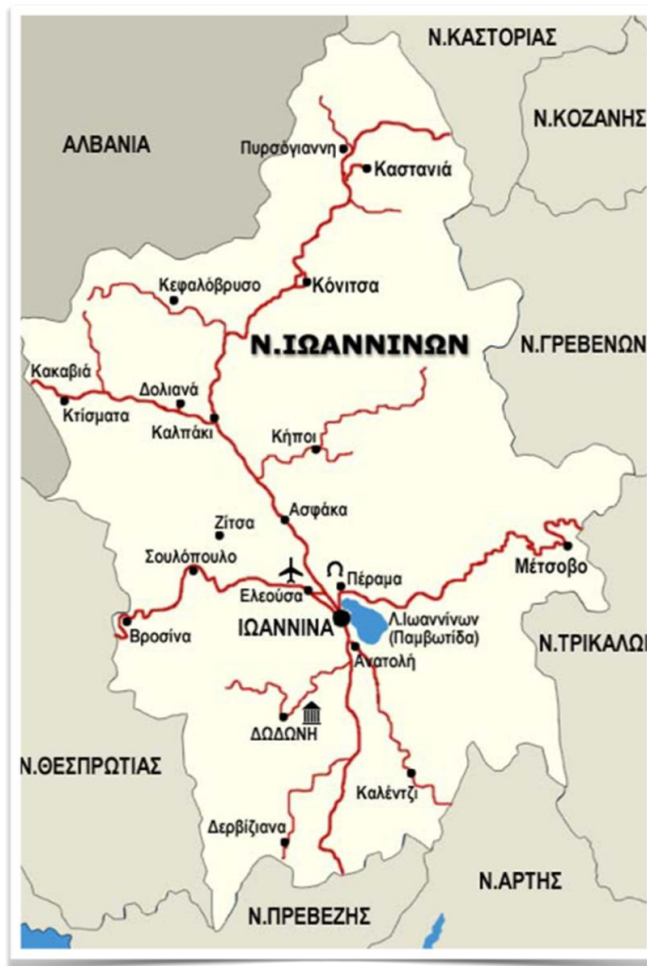 Ν.ΚΑΣΤΟΡΙΑΣ
Ν.ΚΟΖΑΝΗΣ
ΑΛΒΑΝΙΑ
Πυρσόγιαννη
Καστανιά
Κεφαλόβρυσο
Κόνιτσα
Ν.ΙΩΑΝΝΙΝΩΝ
Ν.ΓΡΕΒΕΝΩΝ
Κακαβιά
Δολιανά
Κτίσματα
Καλπάκι
Κήποι
Ασφάκα
Ζίτσα
Σουλόπουλο
Μέτσοβο
Πέραμα
Ελεούσα
Λ.Ιωαννίνων
(Παμβωτίδα)
ΙΩΑΝΝΙΝΑ
Βροσίνα
Ν.ΤΡΙΚΑΛΩΝ
Ανατολή
ΔΩΔΩΝΗ
Ν.ΘΕΣΠΡΩΤΙΑΣ
Καλέντζι
Δερβίζιανα
Ν.ΑΡΤΗΣ
Ν.ΠΡΕΒΕΖΗΣ